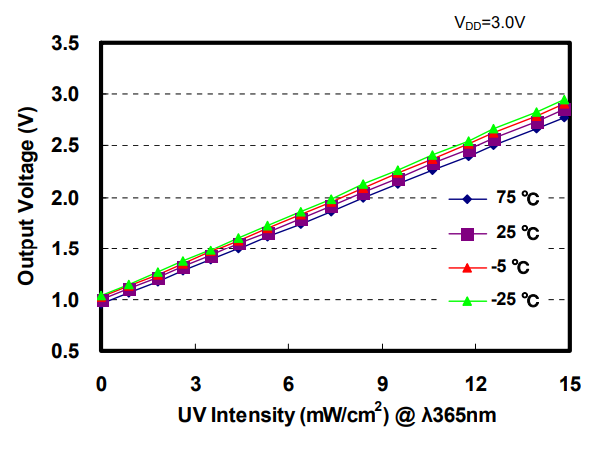 V_DD=3.0V
3.5
3.0
2.5
2.0
1.5
1.0
0.5
Output Voltage (V)
75 ℃
25 ℃
-5 ℃
-25 ℃
0 3 6 9 12 15
UV Intensity (mW/cm²) @ λ365nm